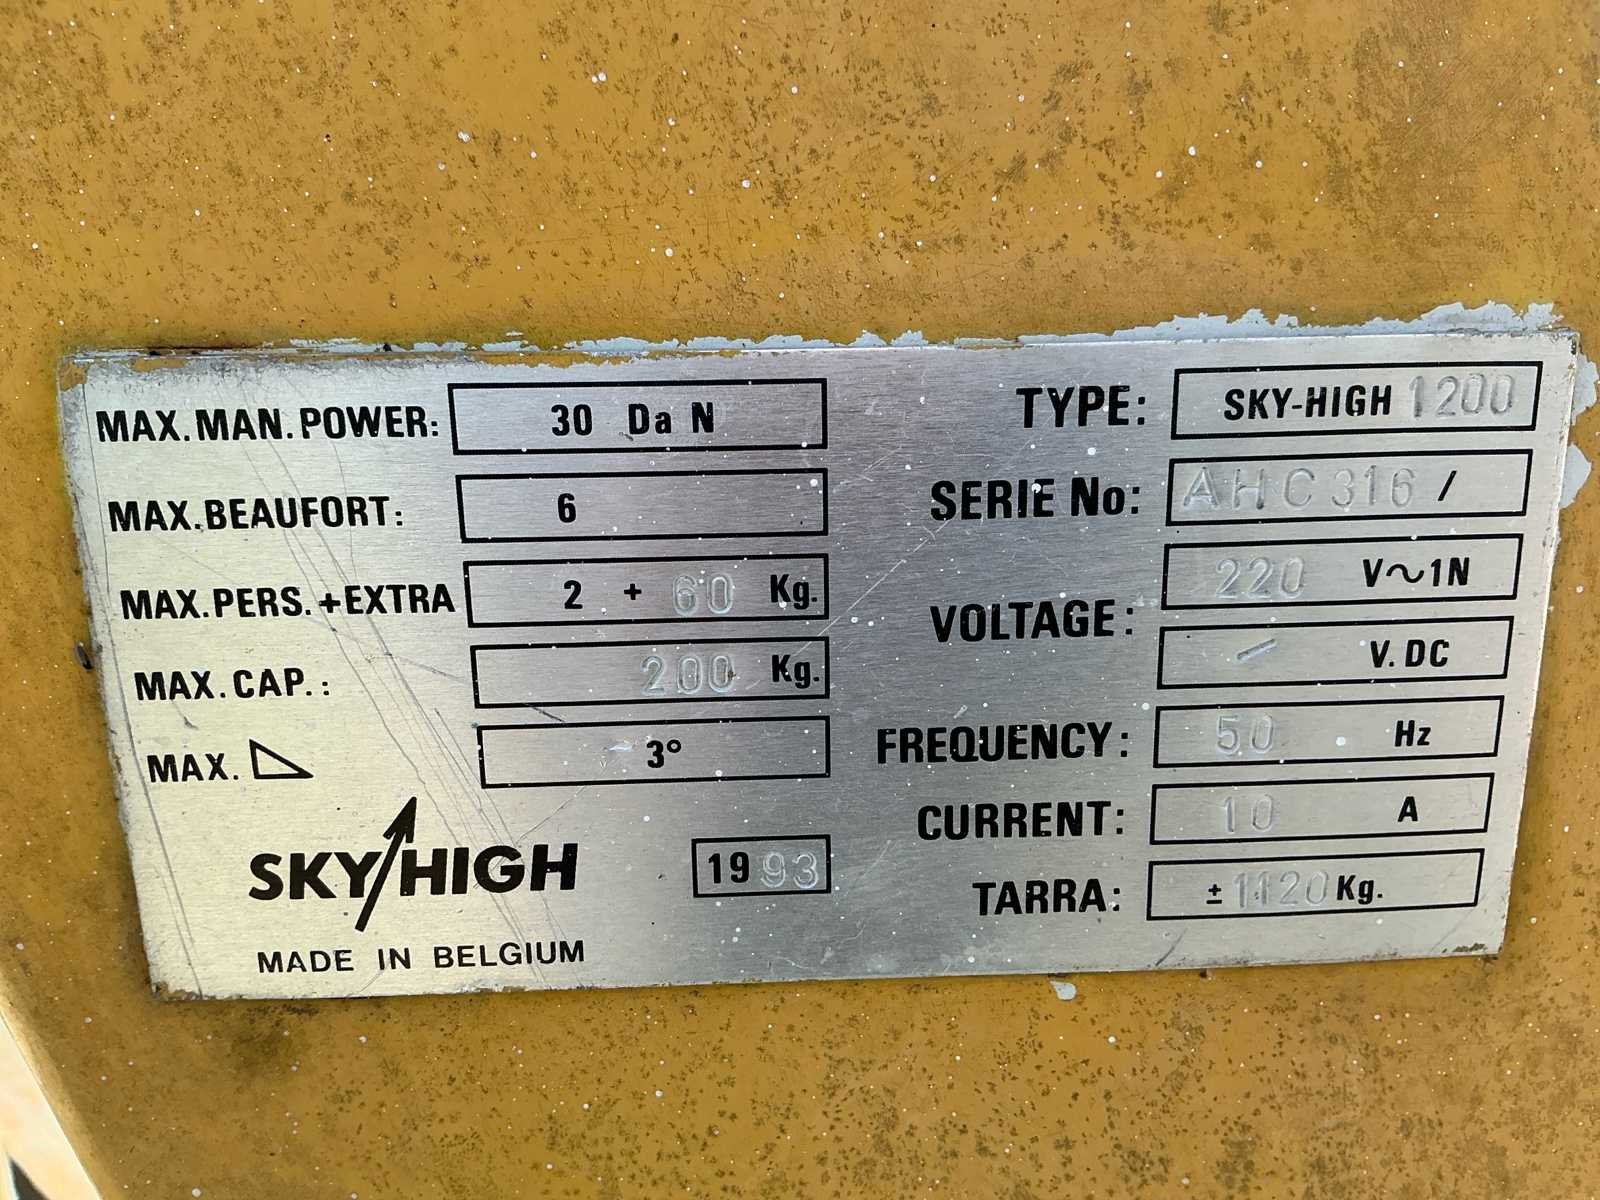 MAX. MAN. POWER: 30 Da N
MAX. BEAUFORT: 6
MAX. PERS. +EXTRA 2 + 60 Kg.
MAX. CAP.: 200 Kg.
MAX. 3°
SKY HIGH
MADE IN BELGIUM
1993
TYPE: SKY-HIGH 1200
SERIE No: AHC316 /
VOLTAGE: 220 V~1N
- V. DC
FREQUENCY: 50 Hz
CURRENT: 10 A
TARRA: ± 1120 Kg.